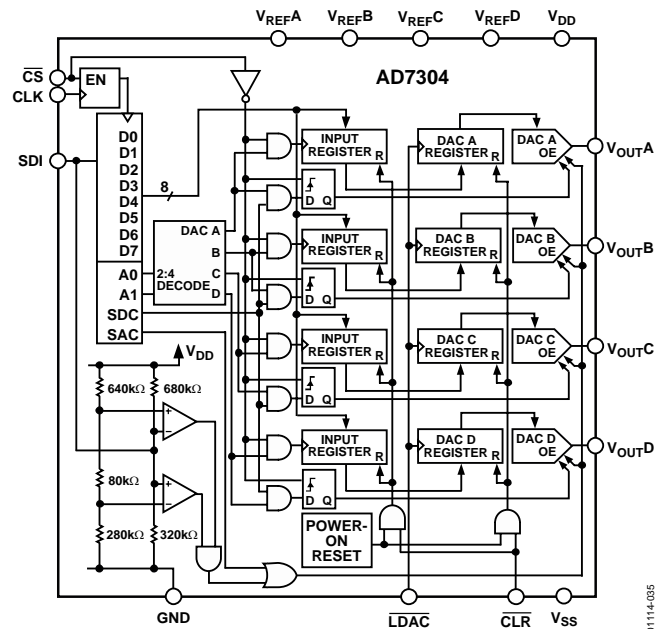 VREFA VREFB VREFC VREFD VDD
CS
CLK
EN
AD7304
SDI
D0
D1
D2
D3
D4
D5
D6
D7
8
A0
A1
SDC
SAC
2:4
DECODE
DAC A
B
C
D
INPUT
REGISTER R
D Q
DAC A
REGISTER R
DAC A
OE
VOUTA
INPUT
REGISTER R
D Q
DAC B
REGISTER R
DAC B
OE
VOUTB
INPUT
REGISTER R
D Q
DAC C
REGISTER R
DAC C
OE
VOUTC
INPUT
REGISTER R
D Q
DAC D
REGISTER R
DAC D
OE
VOUTD
VDD
640kΩ 680kΩ
+
−
80kΩ
+
−
280kΩ 320kΩ
POWER-
ON
RESET
GND LDAC CLR VSS
01114-035